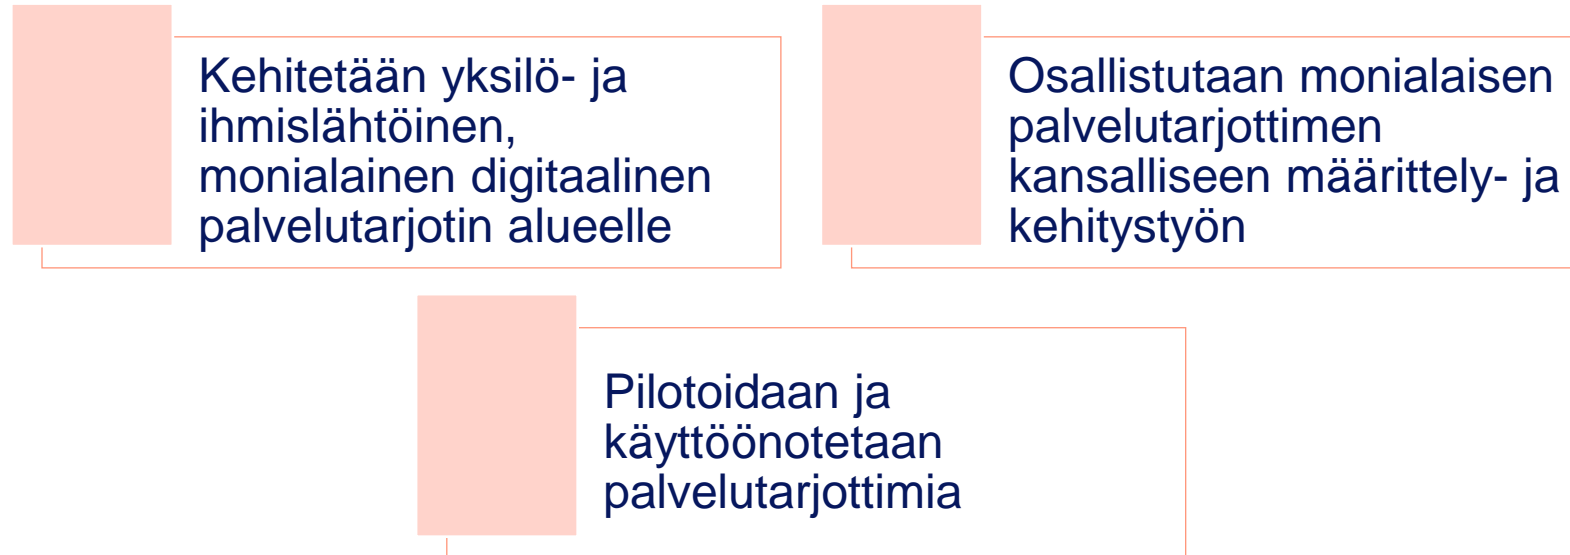 Kehitetään yksilö- ja
ihmislähtöinen,
monialainen digitaalinen
palvelutarjotin alueelle
Osallistutaan monialaisen
palvelutarjottimen
kansalliseen määrittely- ja
kehitystyön
Pilotoidaan ja
käyttöönotetaan
palvelutarjottimia